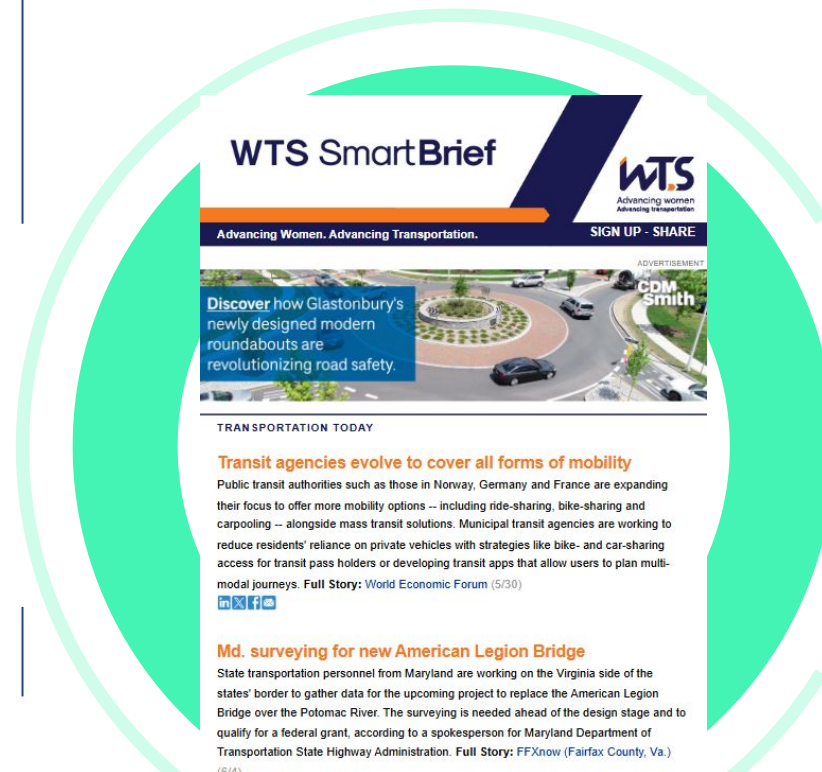 WTS SmartBrief
WTS
Advancing women
Advancing transportation
Advancing Women. Advancing Transportation.
SIGN UP - SHARE
ADVERTISEMENT
CDM
Smith
Discover how Glastonbury's
newly designed modern
roundabouts are
revolutionizing road safety.
TRANSPORTATION TODAY
Transit agencies evolve to cover all forms of mobility
Public transit authorities such as those in Norway, Germany and France are expanding
their focus to offer more mobility options -- including ride-sharing, bike-sharing and
carpooling -- alongside mass transit solutions. Municipal transit agencies are working to
reduce residents' reliance on private vehicles with strategies like bike- and car-sharing
access for transit pass holders or developing transit apps that allow users to plan multi-
modal journeys. Full Story: World Economic Forum (5/30)
Md. surveying for new American Legion Bridge
State transportation personnel from Maryland are working on the Virginia side of the
states' border to gather data for the upcoming project to replace the American Legion
Bridge over the Potomac River. The surveying is needed ahead of the design stage and to
qualify for a federal grant, according to a spokesperson for Maryland Department of
Transportation State Highway Administration. Full Story: FFXnow (Fairfax County, Va.)
(6/4)